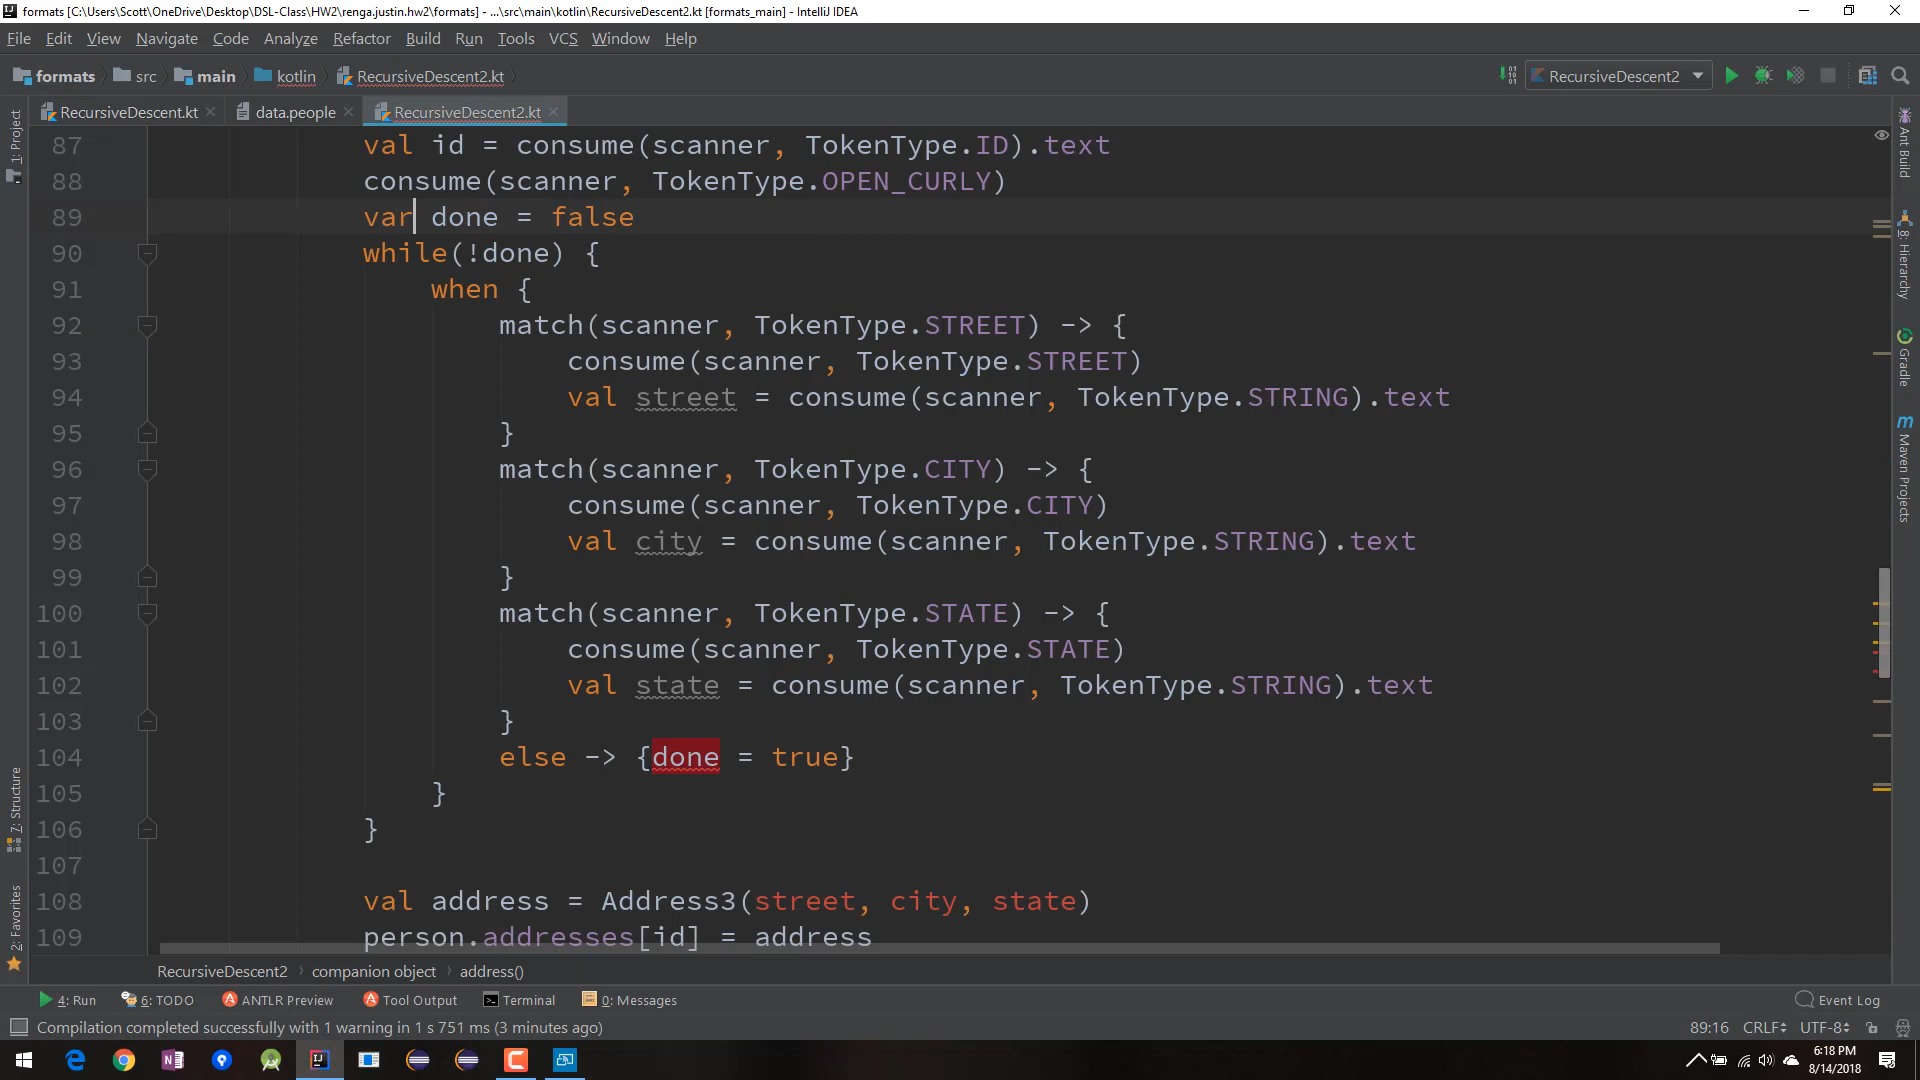 formats [C:\Users\Scott\OneDrive\Desktop\DSL-Class\HW2\renga.justin.hw2\formats] - ...\src\main\kotlin\RecursiveDescent2.kt [formats_main] - IntelliJ IDEA
File Edit View Navigate Code Analyze Refactor Build Run Tools VCS Window Help
formats src main kotlin RecursiveDescent2.kt RecursiveDescent2
RecursiveDescent.kt data.people RecursiveDescent2.kt
1: Project
7: Structure
2: Favorites
87 val id = consume(scanner, TokenType.ID).text
88 consume(scanner, TokenType.OPEN_CURLY)
89 var done = false
90 while(!done) {
91 when {
92 match(scanner, TokenType.STREET) -> {
93 consume(scanner, TokenType.STREET)
94 val street = consume(scanner, TokenType.STRING).text
95 }
96 match(scanner, TokenType.CITY) -> {
97 consume(scanner, TokenType.CITY)
98 val city = consume(scanner, TokenType.STRING).text
99 }
100 match(scanner, TokenType.STATE) -> {
101 consume(scanner, TokenType.STATE)
102 val state = consume(scanner, TokenType.STRING).text
103 }
104 else -> {done = true}
105 }
106 }
107
108 val address = Address3(street, city, state)
109 person.addresses[id] = address
Ant Build
8: Hierarchy
Gradle
Maven Projects
RecursiveDescent2 › companion object › address()
4: Run 6: TODO ANTLR Preview Tool Output Terminal 0: Messages Event Log
Compilation completed successfully with 1 warning in 1 s 751 ms (3 minutes ago) 89:16 CRLF UTF-8
6:18 PM
8/14/2018